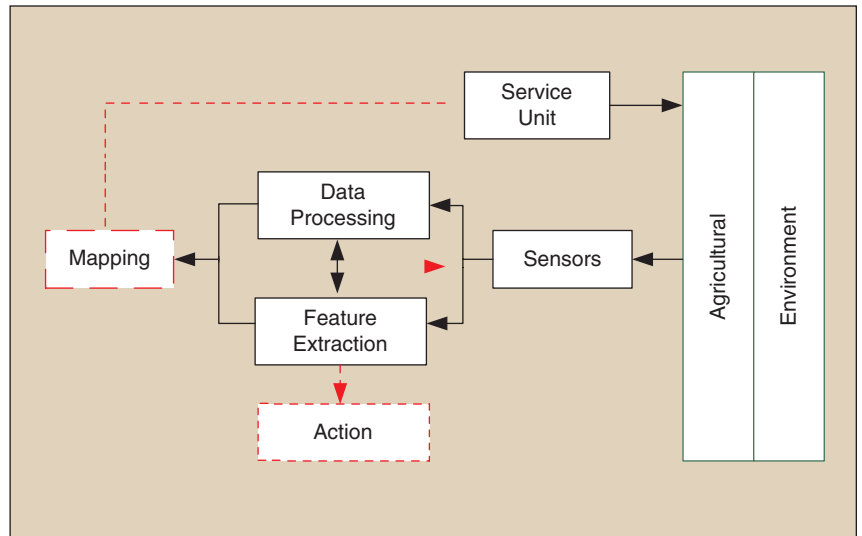 Service
Unit
Data
Processing
Mapping
Sensors
Feature
Extraction
Action
Agricultural
Environment